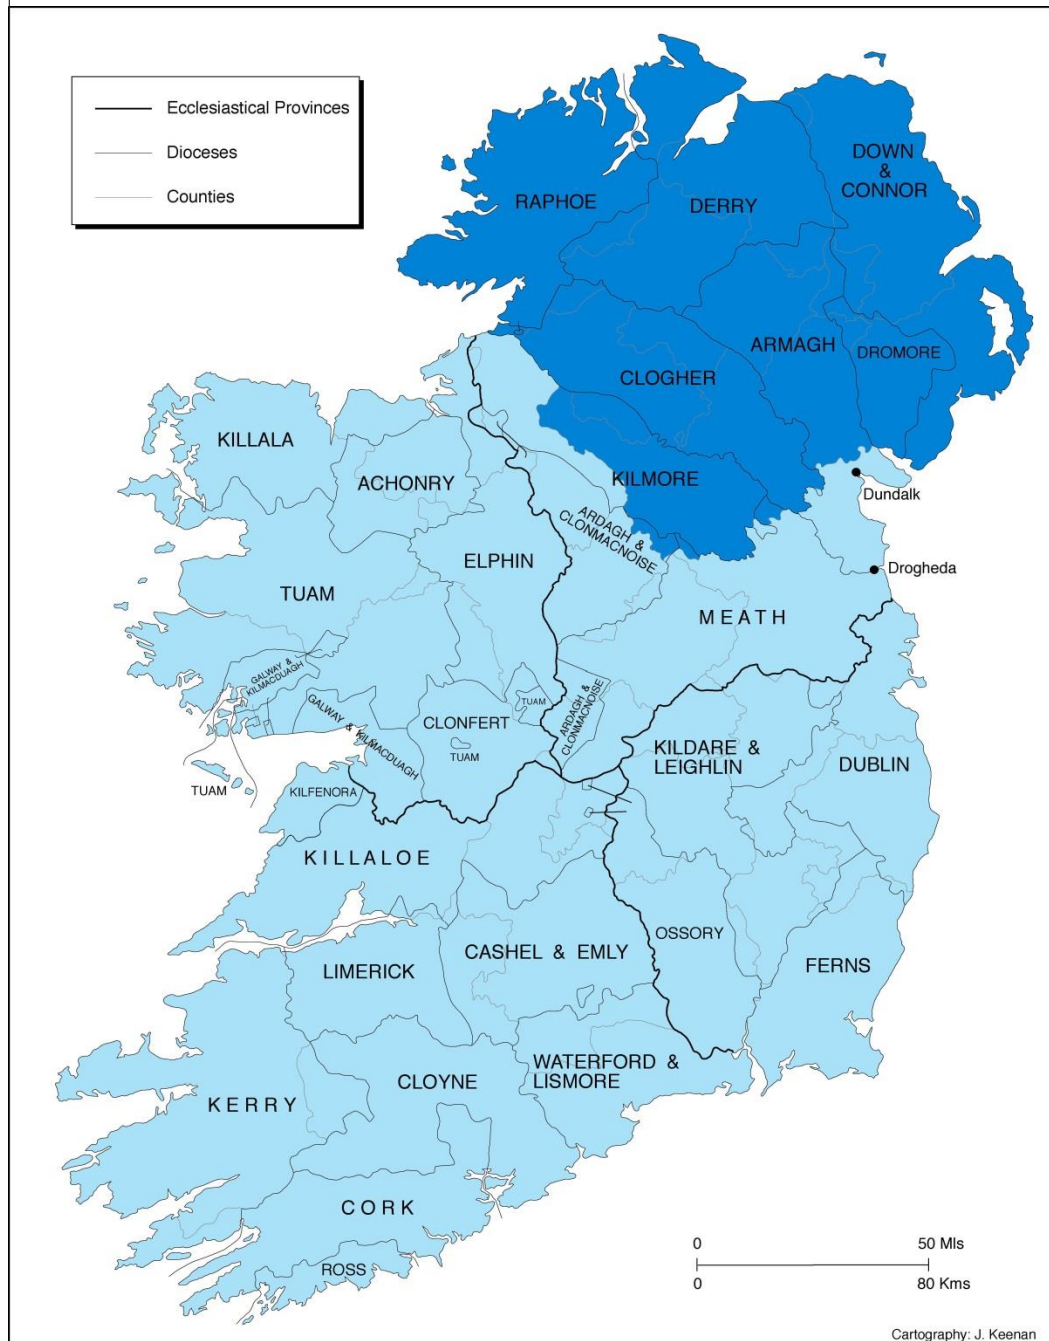 Ecclesiastical Provinces
Dioceses
Counties
DOWN
&
CONNOR
RAPHOE
DERRY
ARMAGH
DROMORE
CLOGHER
KILLALA
ACHONRY
KILMORE
Dundalk
ARDAGH &
CLONMACNOISE
ELPHIN
Drogheda
TUAM
MEATH
GALWAY &
KILMACDUAGH
TUAM
ARDAGH &
CLONMACNOISE
GALWAY & KILMACDUAGH
CLONFERT
TUAM
KILDARE &
LEIGHLIN
DUBLIN
TUAM
KILFENORA
KILLALOE
OSSORY
CASHEL & EMLY
FERNS
LIMERICK
WATERFORD &
LISMORE
CLOYNE
KERRY
CORK
ROSS
0 50 Mls
0 80 Kms
Cartography: J. Keenan